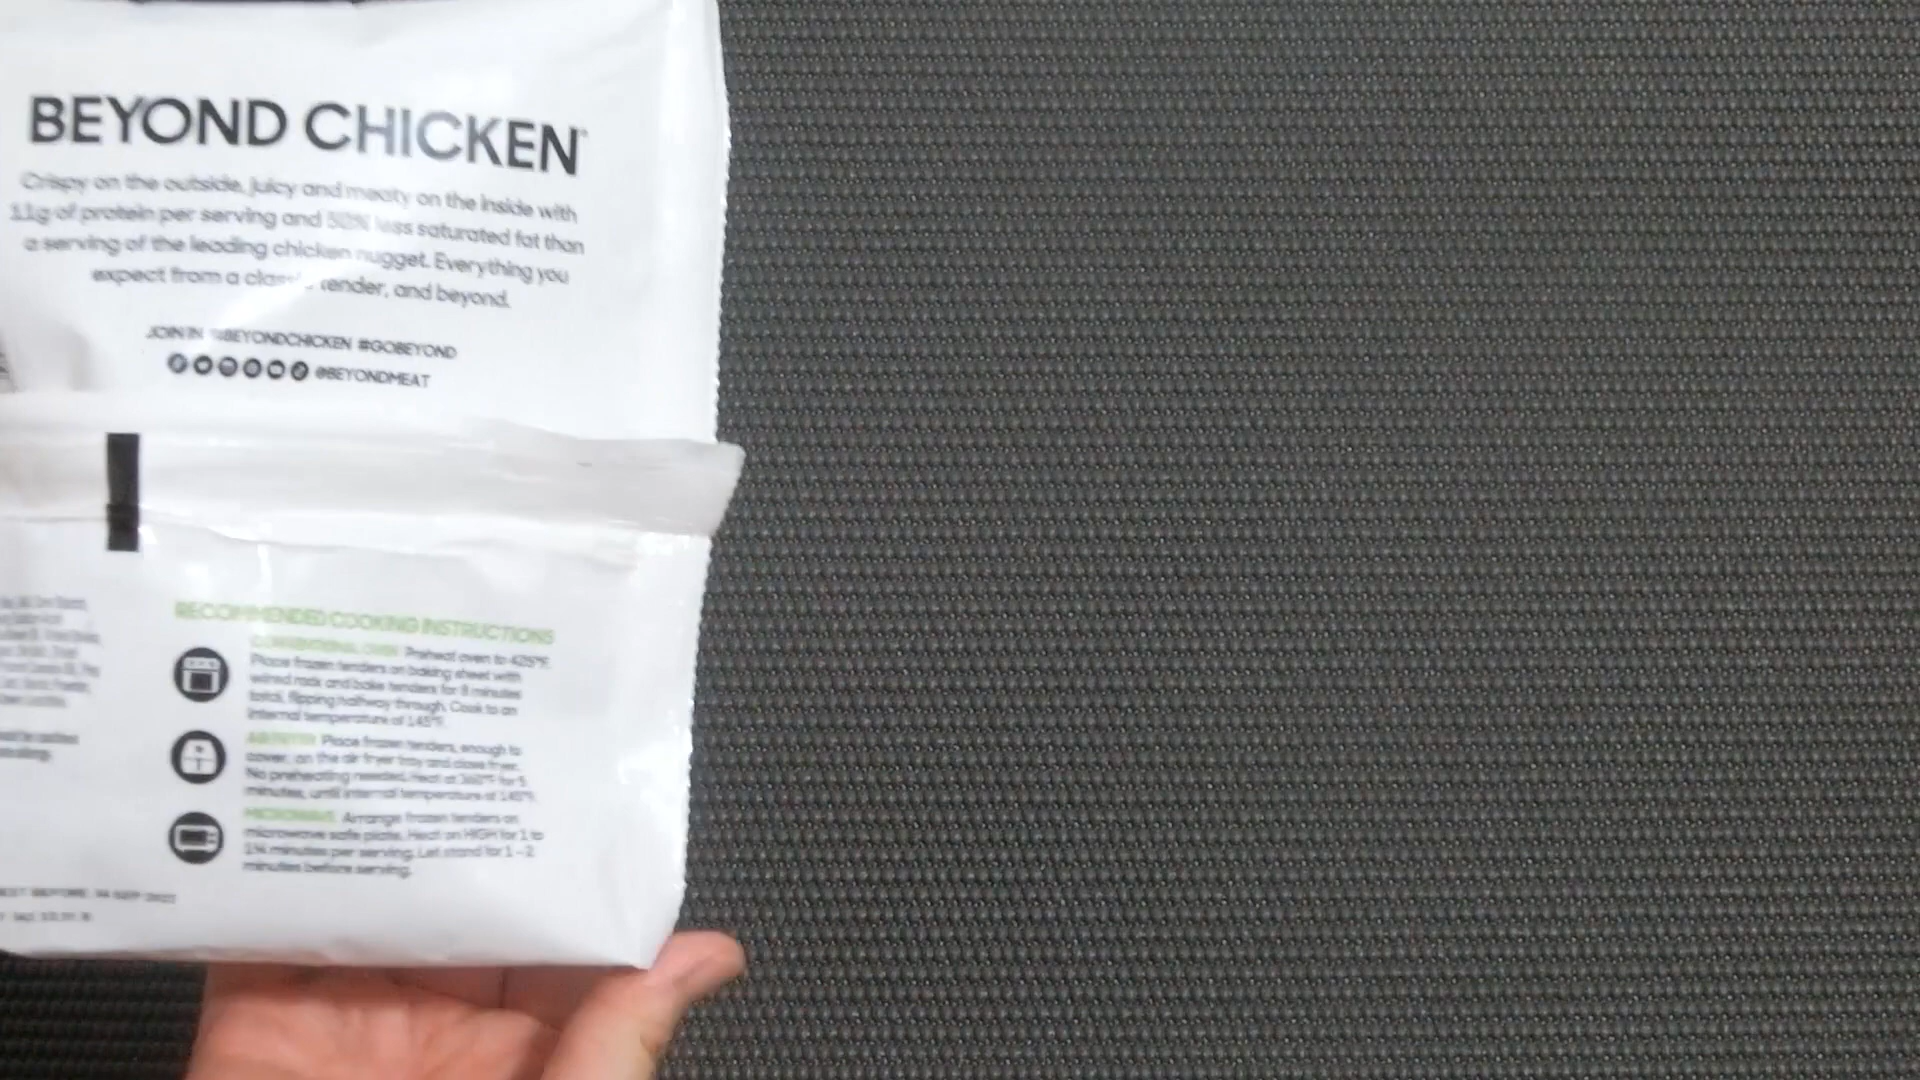 BEYOND CHICKEN
Crispy on the outside, juicy and meaty on the inside with
11g of protein per serving and 50% less saturated fat than
a serving of the leading chicken nugget. Everything you
expect from a classic tender, and beyond.
JOIN IN #BEYONDCHICKEN #GOBEYOND
@BEYONDMEAT
RECOMMENDED COOKING INSTRUCTIONS
CONVENTIONAL OVEN Preheat oven to 425°F.
Place frozen tenders on baking sheet with
wired rack and bake tenders for 8 minutes
total, flipping halfway through. Cook to an
internal temperature of 145°F.
AIR FRYER Place frozen tenders, enough to
cover, on the air fryer tray and close fryer.
No preheating needed. Heat at for 5
minutes, until internal temperature of
MICROWAVE Arrange frozen tenders on
microwave safe plate. Heat on HIGH for 1 to
minutes per serving. Let stand for 1 - 2
minutes before serving.